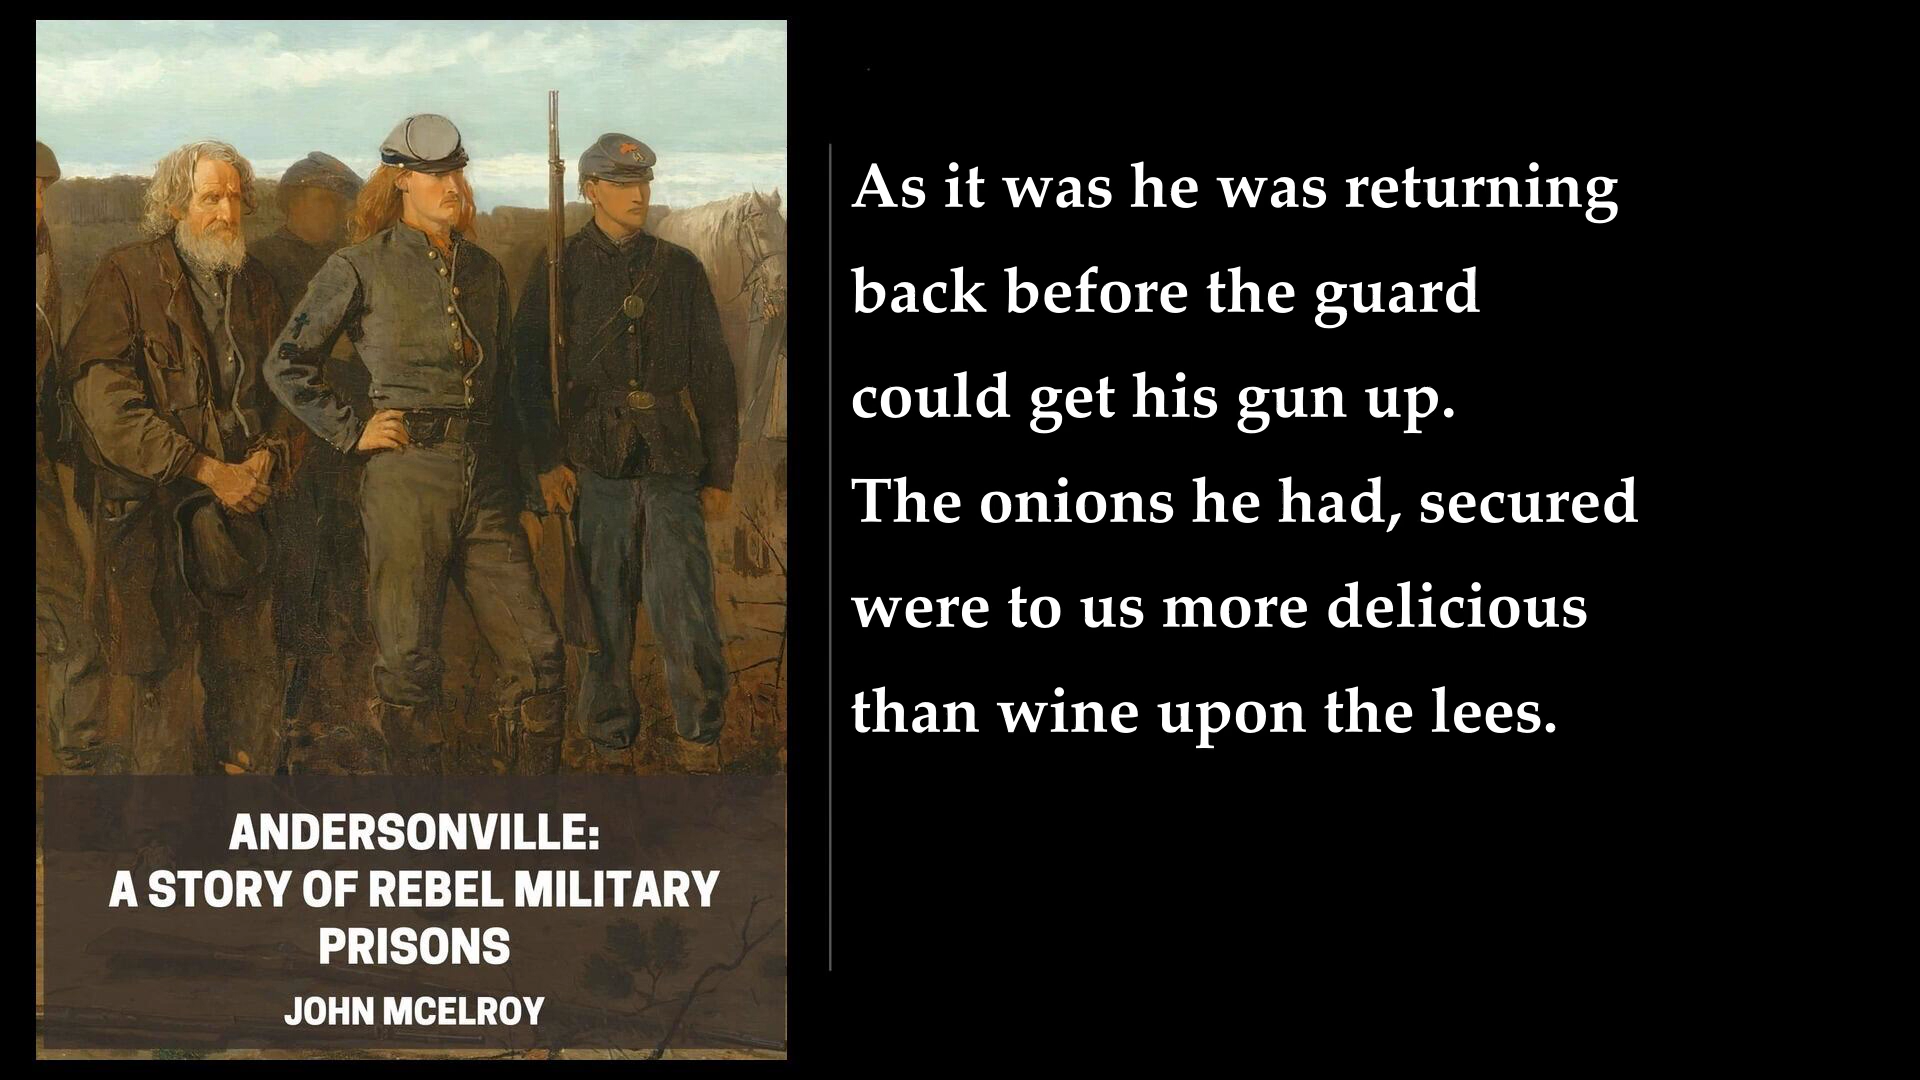 As it was he was returning
back before the guard
could get his gun up.
The onions he had, secured
were to us more delicious
than wine upon the lees.
ANDERSONVILLE:
A STORY OF REBEL MILITARY
PRISONS
JOHN MCELROY